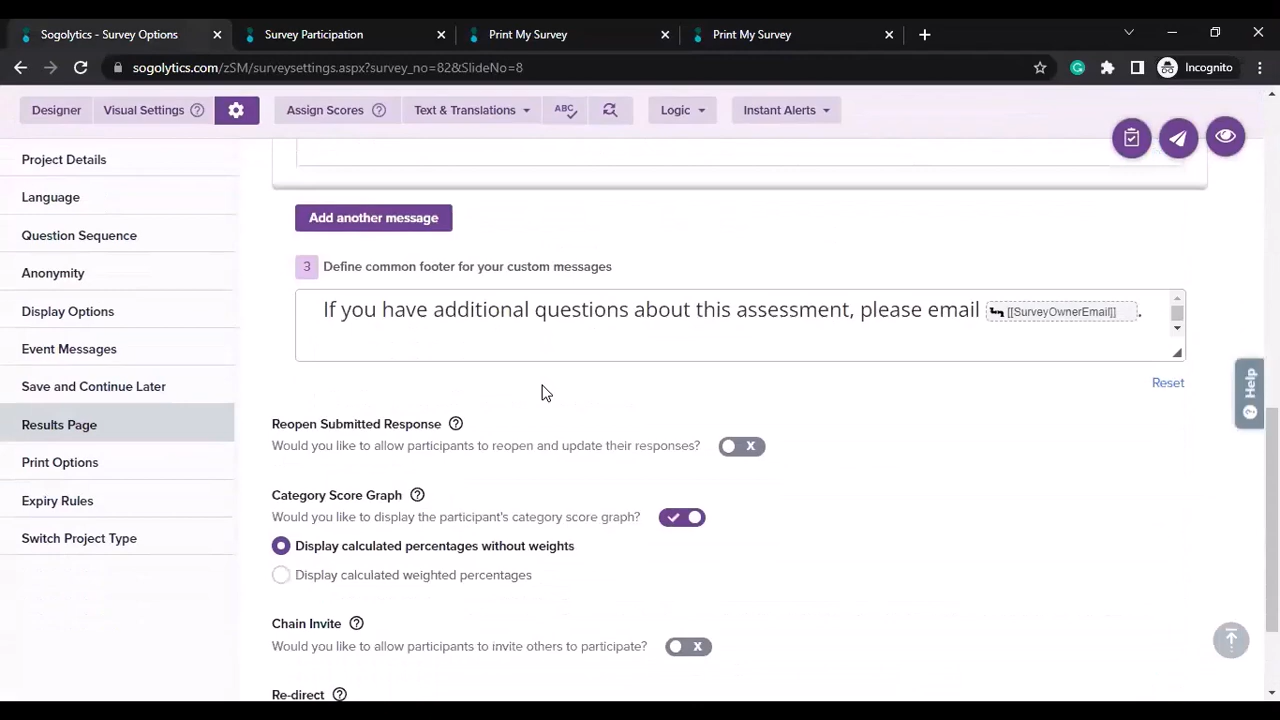 Sogolytics - Survey Options
Survey Participation
Print My Survey
Print My Survey
sogolytics.com/zSM/surveysettings.aspx?survey_no=82&SlideNo=8
Incognito
Designer
Visual Settings
Assign Scores
Text & Translations
ABC
Logic
Instant Alerts
Project Details
Language
Question Sequence
Anonymity
Display Options
Event Messages
Save and Continue Later
Results Page
Print Options
Expiry Rules
Switch Project Type
Add another message
3 Define common footer for your custom messages
If you have additional questions about this assessment, please email [[SurveyOwnerEmail]].
Reset
Reopen Submitted Response
Would you like to allow participants to reopen and update their responses?
Category Score Graph
Would you like to display the participant's category score graph?
Display calculated percentages without weights
Display calculated weighted percentages
Chain Invite
Would you like to allow participants to invite others to participate?
Re-direct
Help